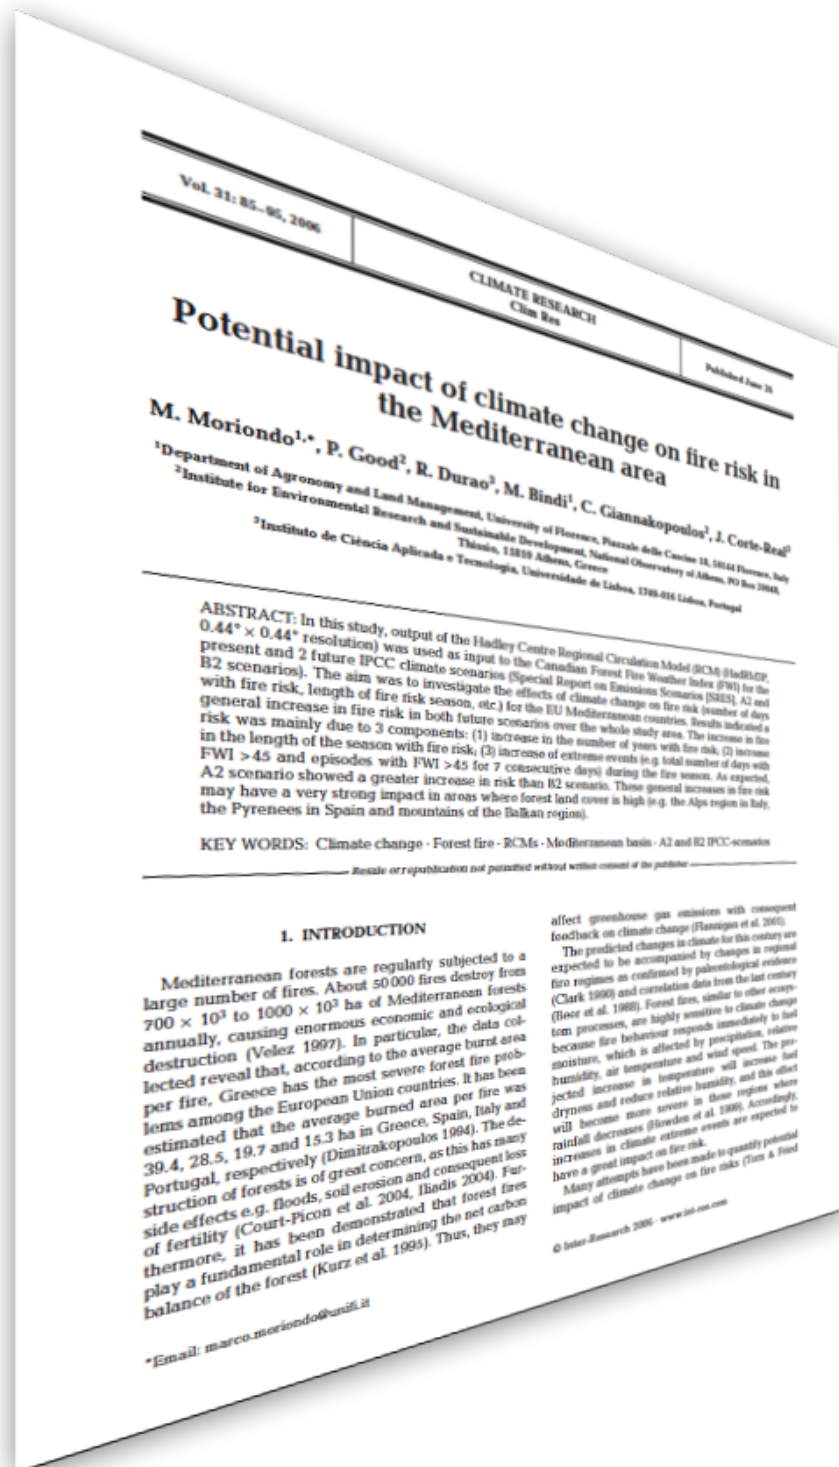 Vol. 31: 85–95, 2006
CLIMATE RESEARCH
Clim Res
Published June 26
Potential impact of climate change on fire risk in
the Mediterranean area
M. Moriondo¹,*, P. Good², R. Durao³, M. Bindi¹, C. Giannakopoulos², J. Corte-Real³
¹Department of Agronomy and Land Management, University of Florence, Piazzale delle Cascine 18, 50144 Florence, Italy
²Institute for Environmental Research and Sustainable Development, National Observatory of Athens, PO Box 20048,
Thissio, 11810 Athens, Greece
³Instituto de Ciência Aplicada e Tecnologia, Universidade de Lisboa, 1749-016 Lisboa, Portugal
ABSTRACT: In this study, output of the Hadley Centre Regional Circulation Model (RCM) (HadRM3P,
0.44° × 0.44° resolution) was used as input to the Canadian Forest Fire Weather Index (FWI) for the
present and 2 future IPCC climate scenarios (Special Report on Emissions Scenarios [SRES], A2 and
B2 scenarios). The aim was to investigate the effects of climate change on fire risk (number of days
with fire risk, length of fire risk season, etc.) for the EU Mediterranean countries. Results indicated a
general increase in fire risk in both future scenarios over the whole study area. The increase in fire
risk was mainly due to 3 components: (1) increase in the number of years with fire risk; (2) increase
in the length of the season with fire risk; (3) increase of extreme events (e.g. total number of days with
FWI >45 and episodes with FWI >45 for 7 consecutive days) during the fire season. As expected,
A2 scenario showed a greater increase in risk than B2 scenario. These general increases in fire risk
may have a very strong impact in areas where forest land cover is high (e.g. the Alps region in Italy,
the Pyrenees in Spain and mountains of the Balkan region).
KEY WORDS: Climate change · Forest fire · RCMs · Mediterranean basin · A2 and B2 IPCC-scenarios
Resale or republication not permitted without written consent of the publisher
1. INTRODUCTION
Mediterranean forests are regularly subjected to a
large number of fires. About 50 000 fires destroy from
700 × 10³ to 1000 × 10³ ha of Mediterranean forests
annually, causing enormous economic and ecological
destruction (Velez 1997). In particular, the data col-
lected reveal that, according to the average burnt area
per fire, Greece has the most severe forest fire prob-
lems among the European Union countries. It has been
estimated that the average burned area per fire was
39.4, 28.5, 19.7 and 15.3 ha in Greece, Spain, Italy and
Portugal, respectively (Dimitrakopoulos 1994). The de-
struction of forests is of great concern, as this has many
side effects e.g. floods, soil erosion and consequent loss
of fertility (Court-Picon et al. 2004, Iliadis 2004). Fur-
thermore, it has been demonstrated that forest fires
play a fundamental role in determining the net carbon
balance of the forest (Kurz et al. 1995). Thus, they may
*Email: marco.moriondo@unifi.it
affect greenhouse gas emissions with consequent
feedback on climate change (Flannigan et al. 2005).
The predicted changes in climate for this century are
expected to be accompanied by changes in regional
fire regimes as confirmed by paleontological evidence
(Clark 1990) and correlation data from the last century
(Beer et al. 1988). Forest fires, similar to other ecosys-
tem processes, are highly sensitive to climate change
because fire behaviour responds immediately to fuel
moisture, which is affected by precipitation, relative
humidity, air temperature and wind speed. The pro-
jected increase in temperature will increase fuel
dryness and reduce relative humidity, and this effect
will become more severe in those regions where
rainfall decreases (Howden et al. 1999). Accordingly,
increases in climate extreme events are expected to
have a great impact on fire risk.
Many attempts have been made to quantify potential
impact of climate change on fire risks (Torn & Fried
© Inter-Research 2006 · www.int-res.com